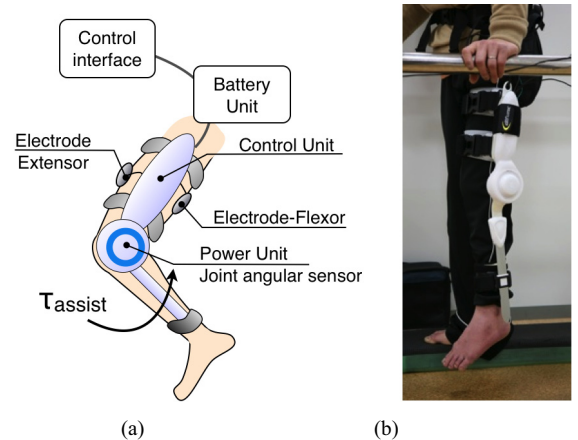 Control
interface
Battery
Unit
Electrode
Extensor
Control Unit
Electrode-Flexor
Power Unit
Joint angular sensor
τassist
(a)
(b)